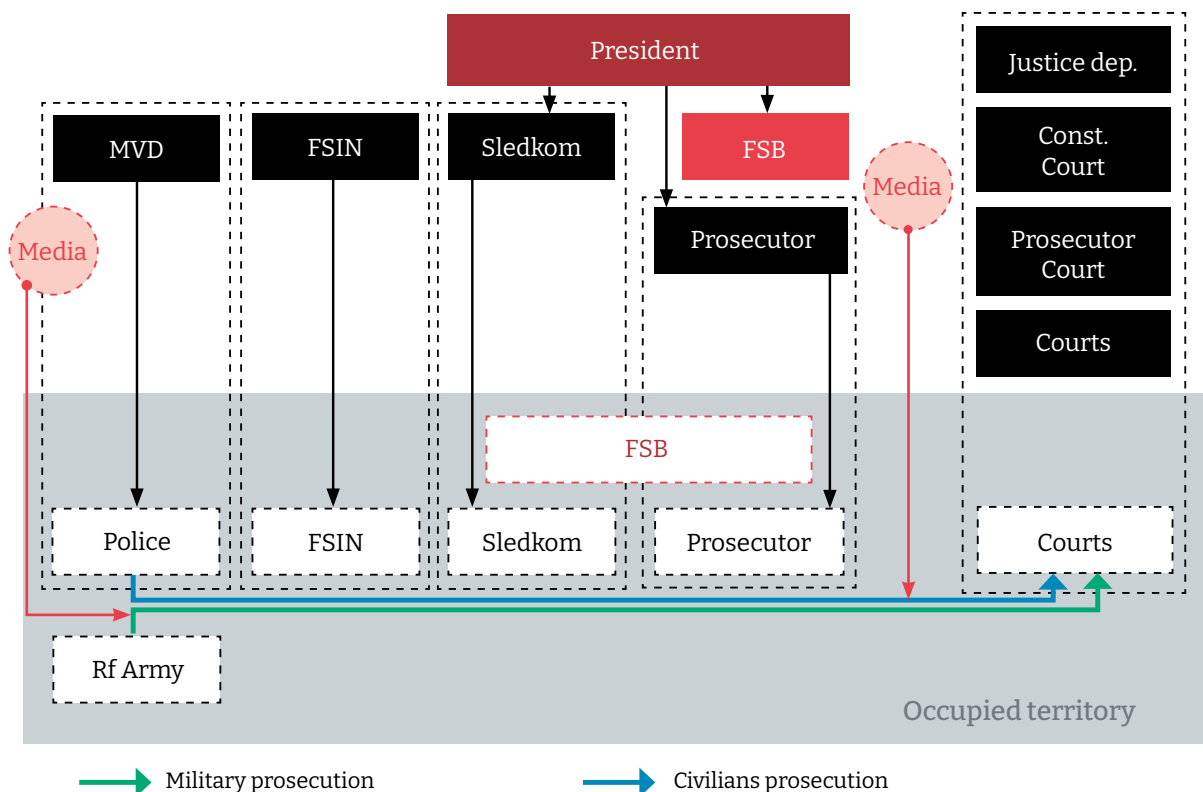 President
Justice dep.
MVD
FSIN
Sledkom
FSB
Const.
Court
Media
Media
Prosecutor
Prosecutor
Court
Courts
FSB
Police
FSIN
Sledkom
Prosecutor
Courts
Rf Army
Occupied territory
Military prosecution
Civilians prosecution